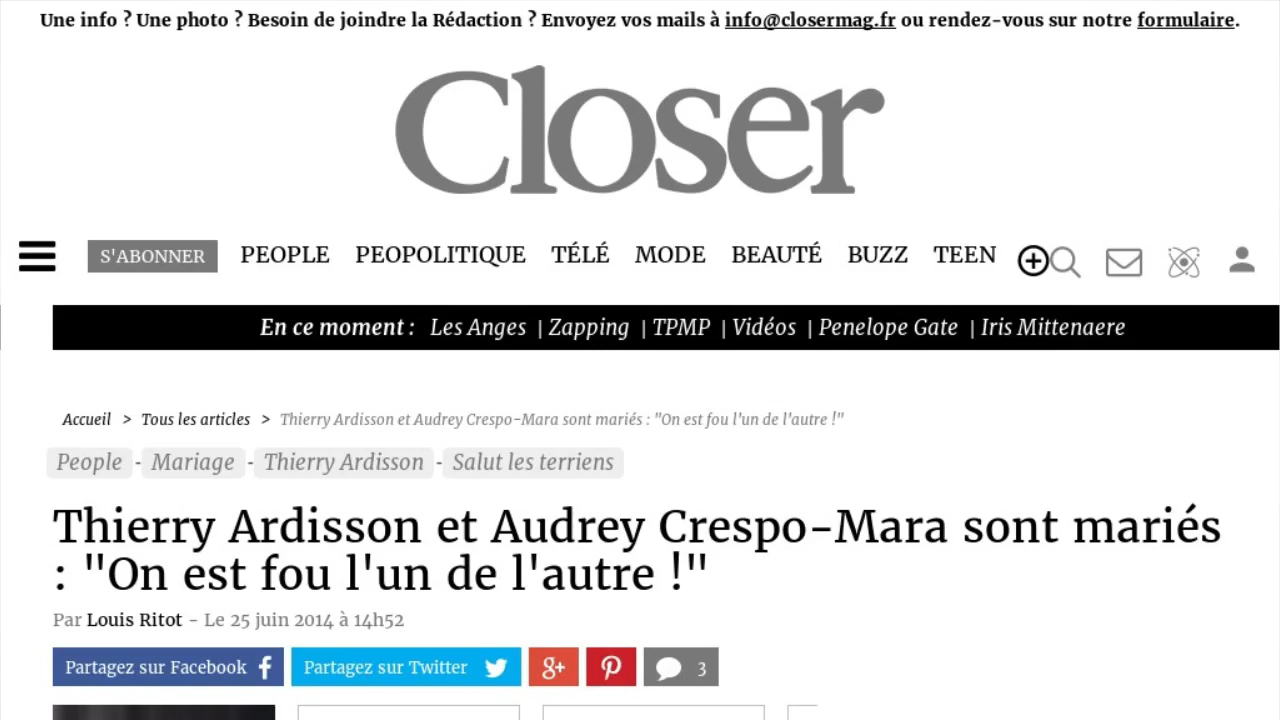 Une info ? Une photo ? Besoin de joindre la Rédaction ? Envoyez vos mails à info@closermag.fr ou rendez-vous sur notre formulaire.
Closer
S'ABONNER PEOPLE PEOPOLITIQUE TÉLÉ MODE BEAUTÉ BUZZ TEEN
En ce moment : Les Anges | Zapping | TPMP | Vidéos | Penelope Gate | Iris Mittenaere
Accueil > Tous les articles > Thierry Ardisson et Audrey Crespo-Mara sont mariés : "On est fou l'un de l'autre !"
People - Mariage - Thierry Ardisson - Salut les terriens
Thierry Ardisson et Audrey Crespo-Mara sont mariés
: "On est fou l'un de l'autre !"
Par Louis Ritot - Le 25 juin 2014 à 14h52
Partagez sur Facebook Partagez sur Twitter 3